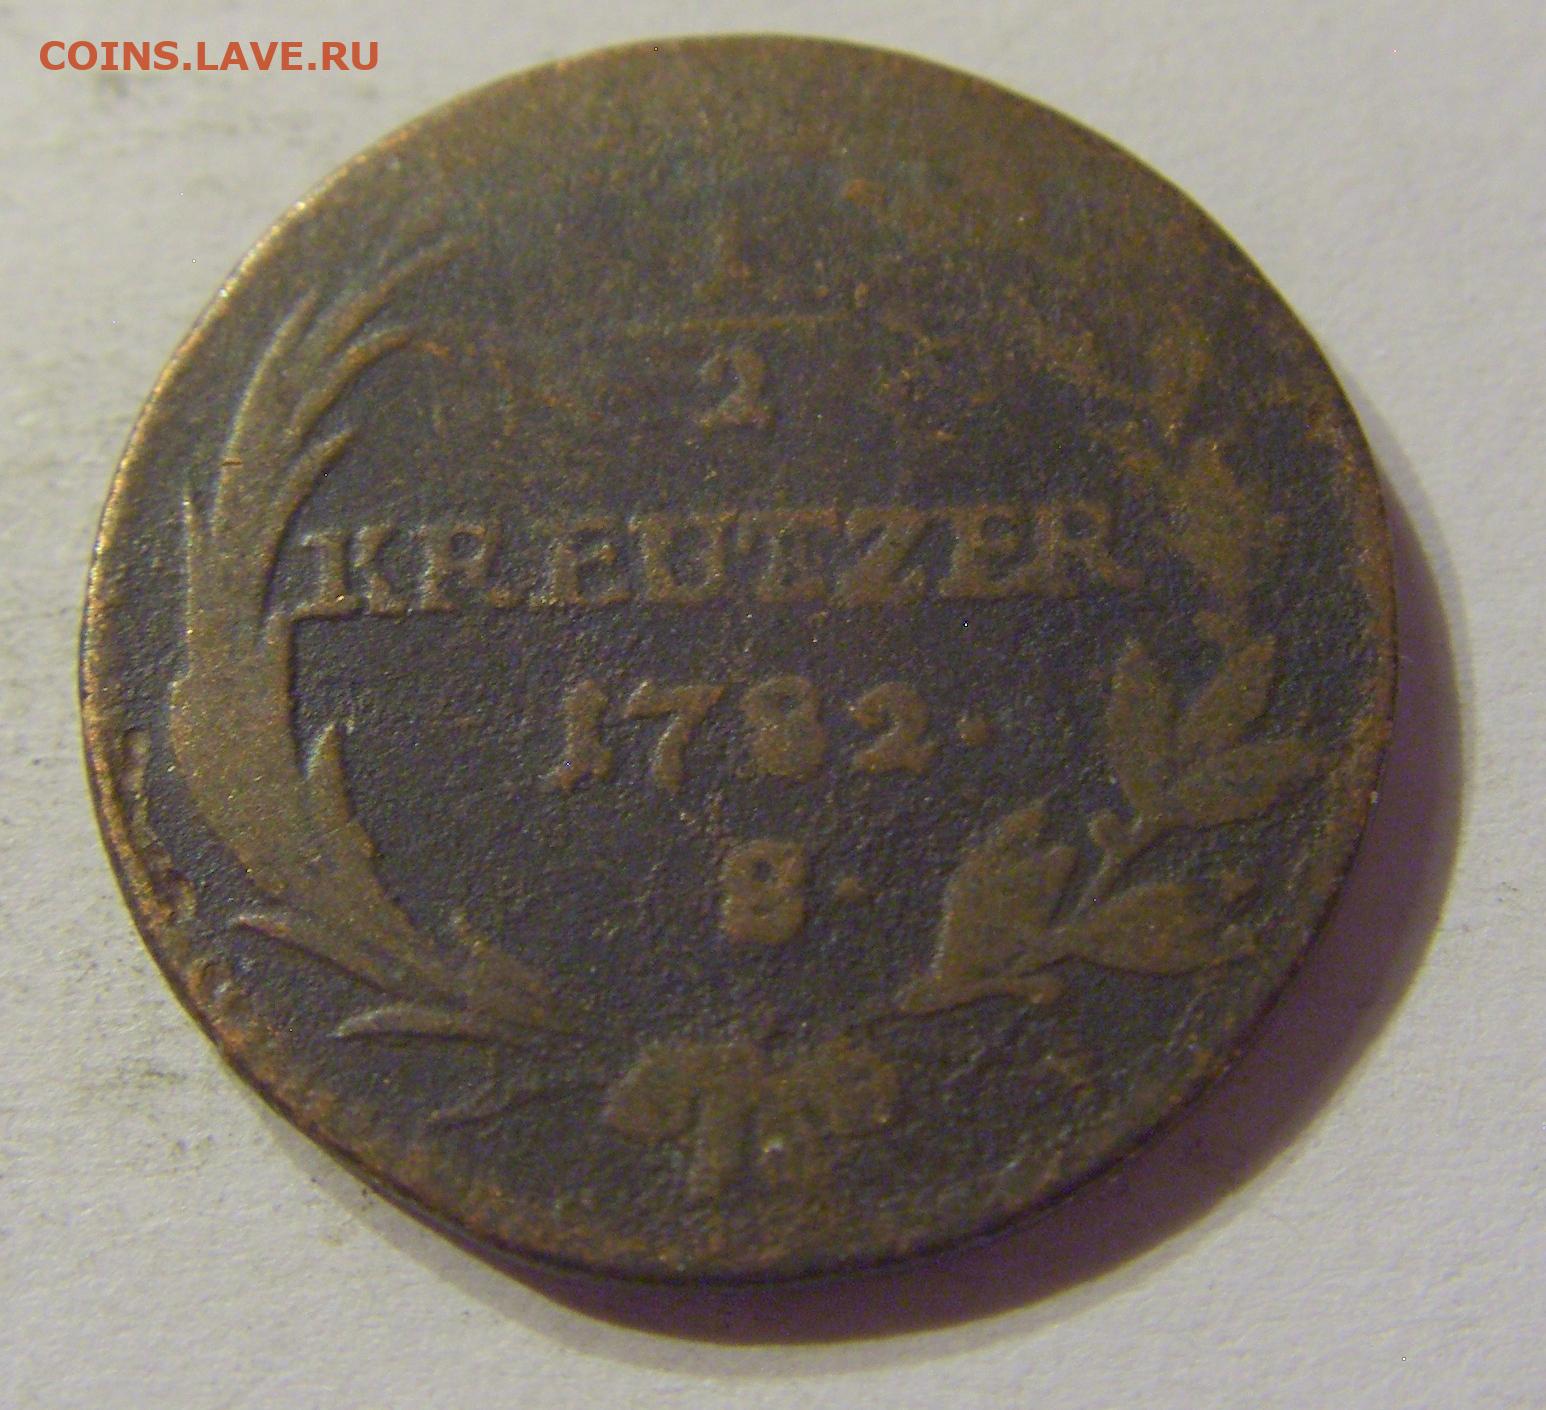 COINS.LAVE.RU
1
2
KREUTZER
1782.
B.